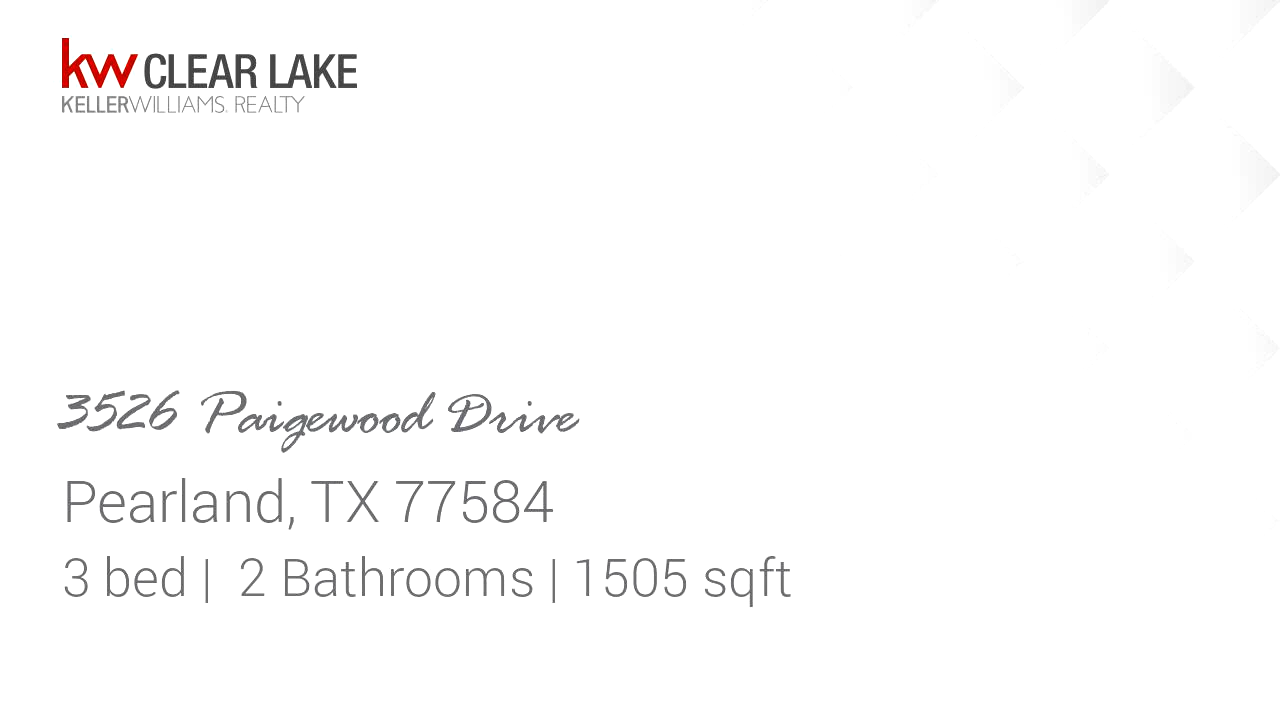 kw CLEAR LAKE
KELLERWILLIAMS. REALTY
3526 Paigewood Drive
Pearland, TX 77584
3 bed | 2 Bathrooms | 1505 sqft